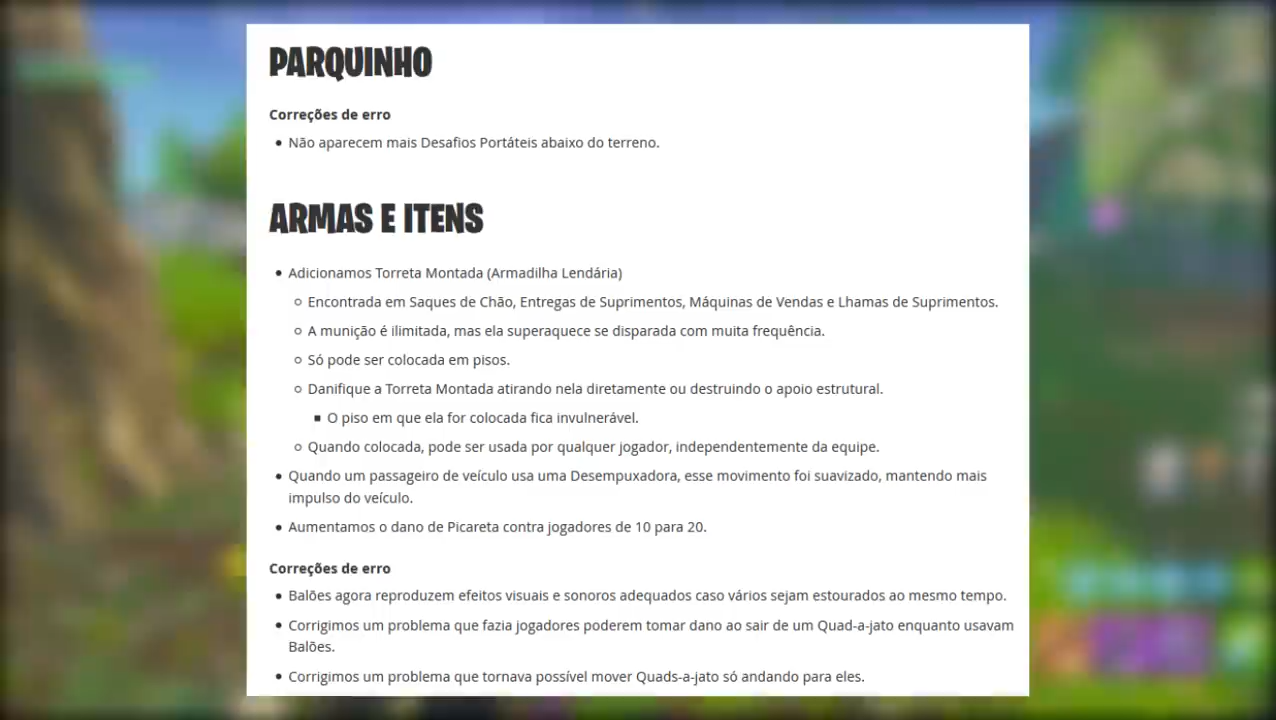 PARQUINHO
Correções de erro
• Não aparecem mais Desafios Portáteis abaixo do terreno.
ARMAS E ITENS
• Adicionamos Torreta Montada (Armadilha Lendária)
○ Encontrada em Saques de Chão, Entregas de Suprimentos, Máquinas de Vendas e Lhamas de Suprimentos.
○ A munição é ilimitada, mas ela superaquece se disparada com muita frequência.
○ Só pode ser colocada em pisos.
○ Danifique a Torreta Montada atirando nela diretamente ou destruindo o apoio estrutural.
▪ O piso em que ela for colocada fica invulnerável.
○ Quando colocada, pode ser usada por qualquer jogador, independentemente da equipe.
• Quando um passageiro de veículo usa uma Desempuxadora, esse movimento foi suavizado, mantendo mais
impulso do veículo.
• Aumentamos o dano de Picareta contra jogadores de 10 para 20.
Correções de erro
• Balões agora reproduzem efeitos visuais e sonoros adequados caso vários sejam estourados ao mesmo tempo.
• Corrigimos um problema que fazia jogadores poderem tomar dano ao sair de um Quad-a-jato enquanto usavam
Balões.
• Corrigimos um problema que tornava possível mover Quads-a-jato só andando para eles.